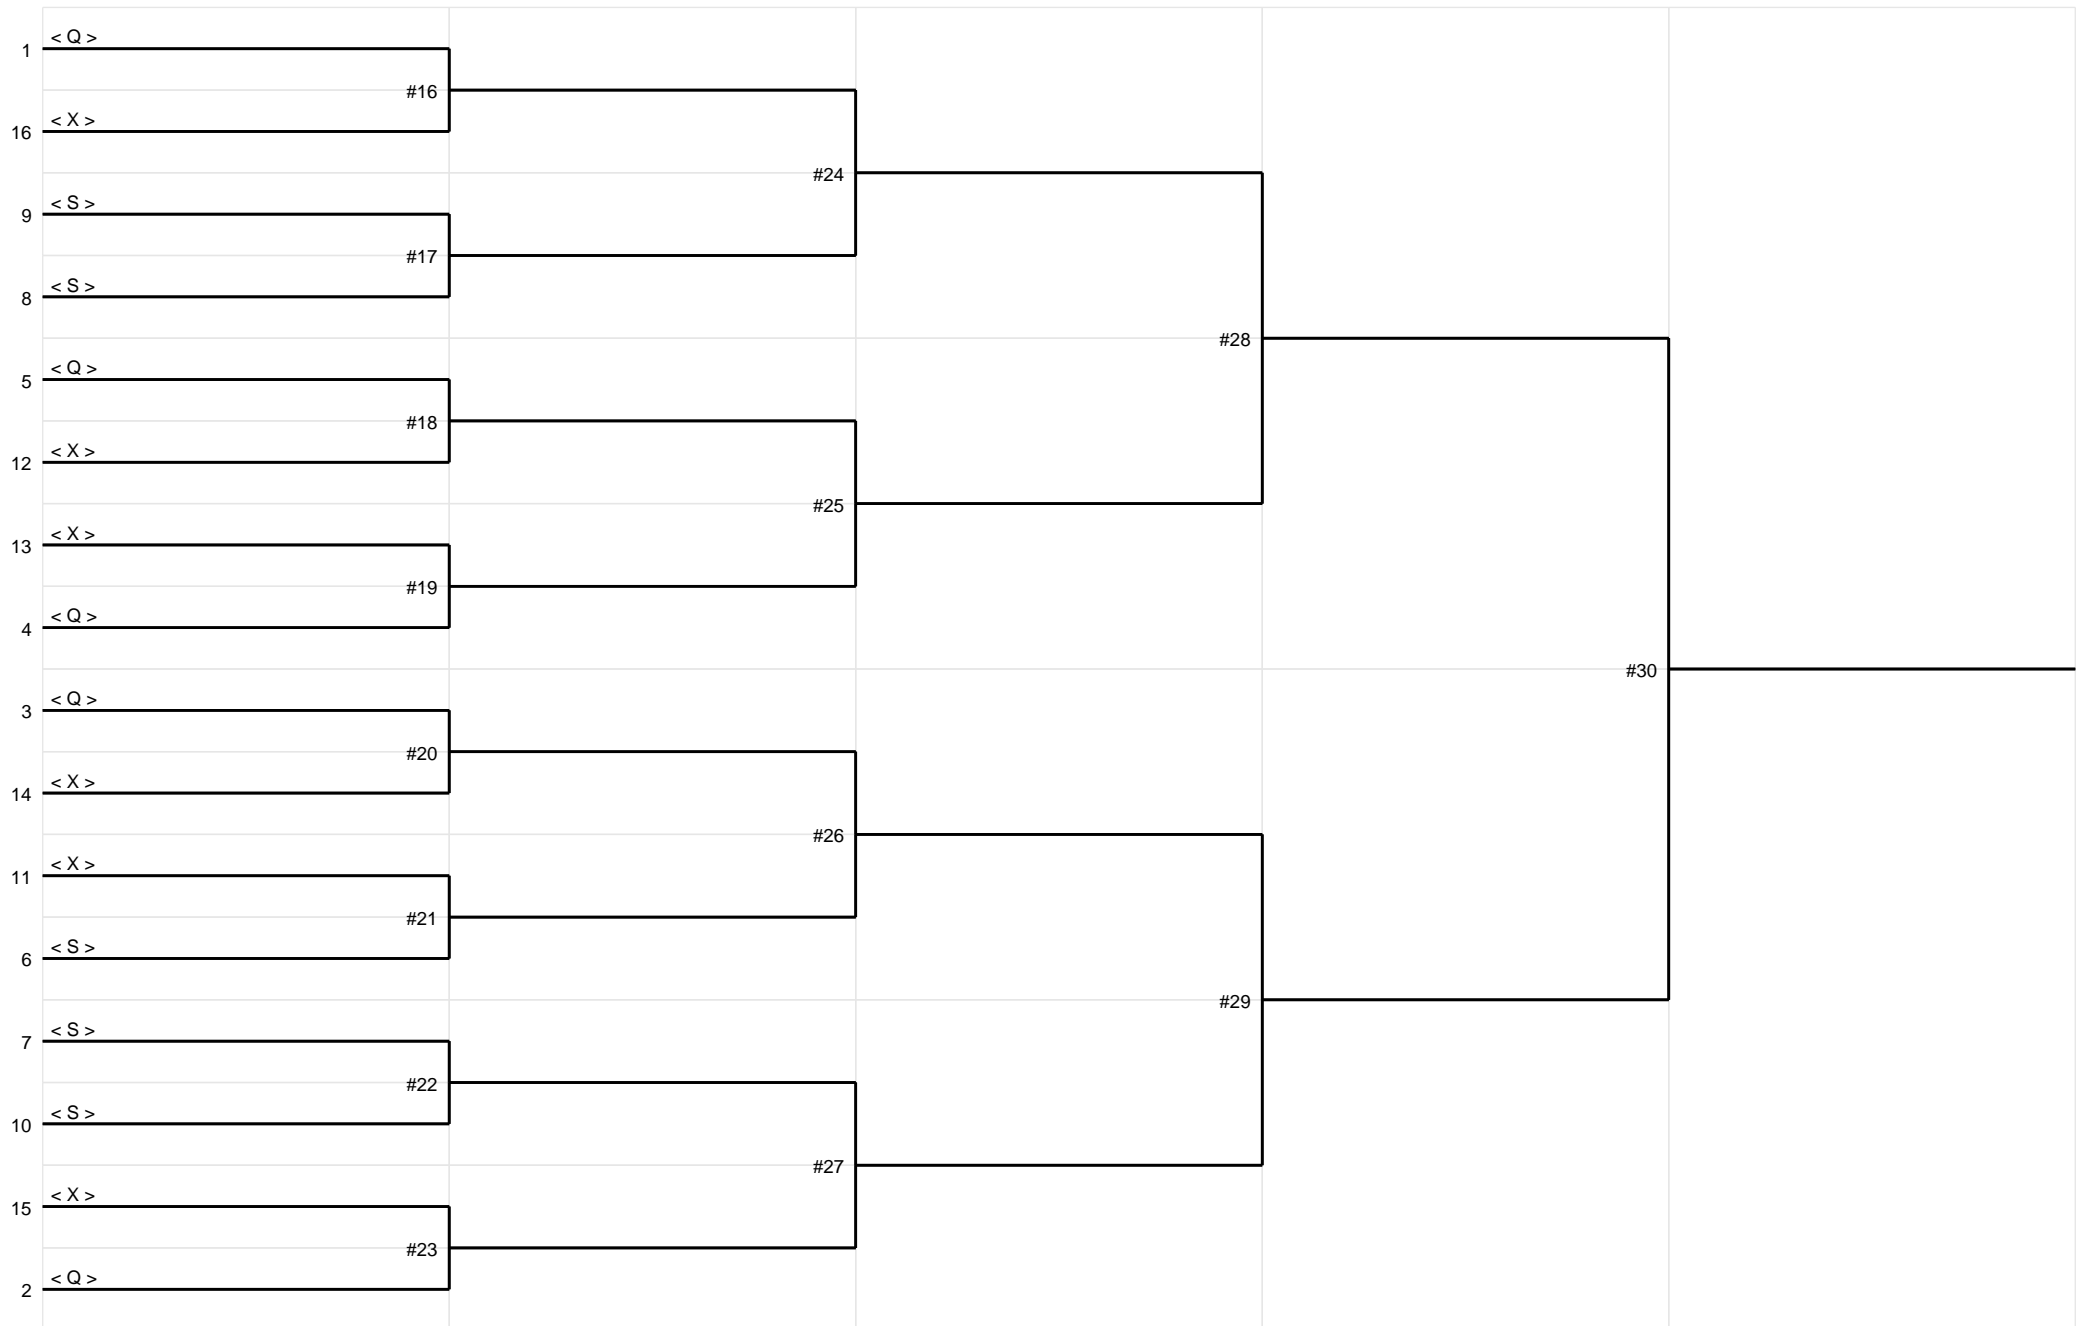 < Q >
1
#16
< X >
16
#24
< S >
9
#17
< S >
8
#28
< Q >
5
#18
< X >
12
#25
< X >
13
#19
< Q >
4
#30
< Q >
3
#20
< X >
14
#26
< X >
11
#21
< S >
6
#29
< S >
7
#22
< S >
10
#27
< X >
15
#23
< Q >
2